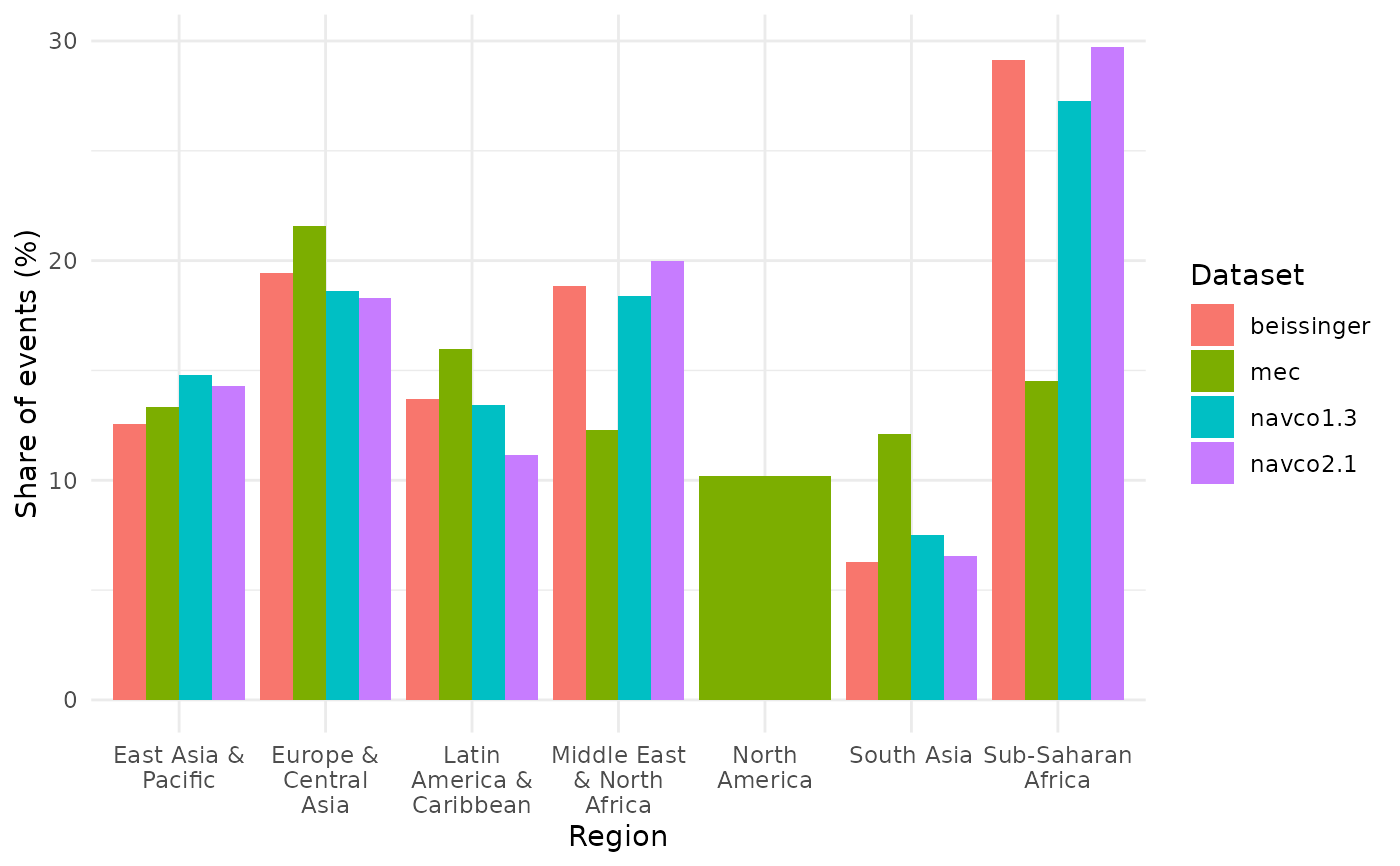 30
20
10
0
Share of events (%)
East Asia &
Pacific
Europe &
Central
Asia
Latin
America &
Caribbean
Middle East
& North
Africa
North
America
South Asia
Sub-Saharan
Africa
Region
Dataset
beissinger
mec
navco1.3
navco2.1